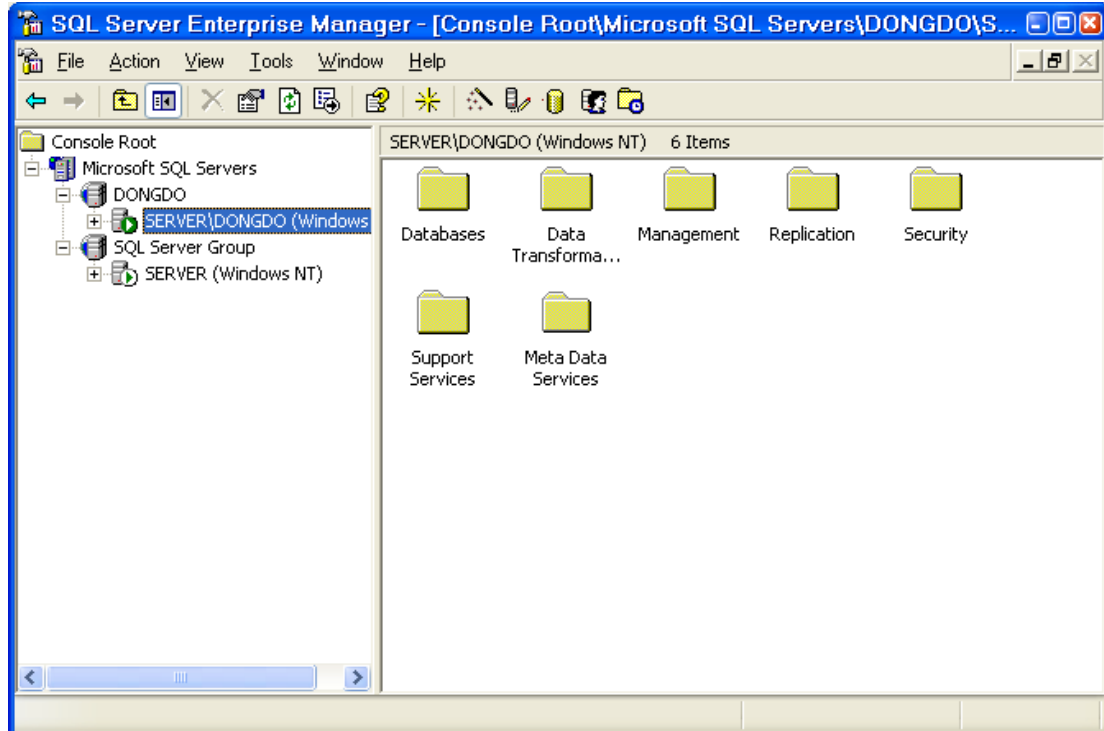 SQL Server Enterprise Manager - [Console Root\Microsoft SQL Servers\DONGDO\S...
File Action View Tools Window Help
Console Root
Microsoft SQL Servers
DONGDO
SERVER\DONGDO (Windows
SQL Server Group
SERVER (Windows NT)
SERVER\DONGDO (Windows NT) 6 Items
Databases
Data
Transforma...
Management
Replication
Security
Support
Services
Meta Data
Services